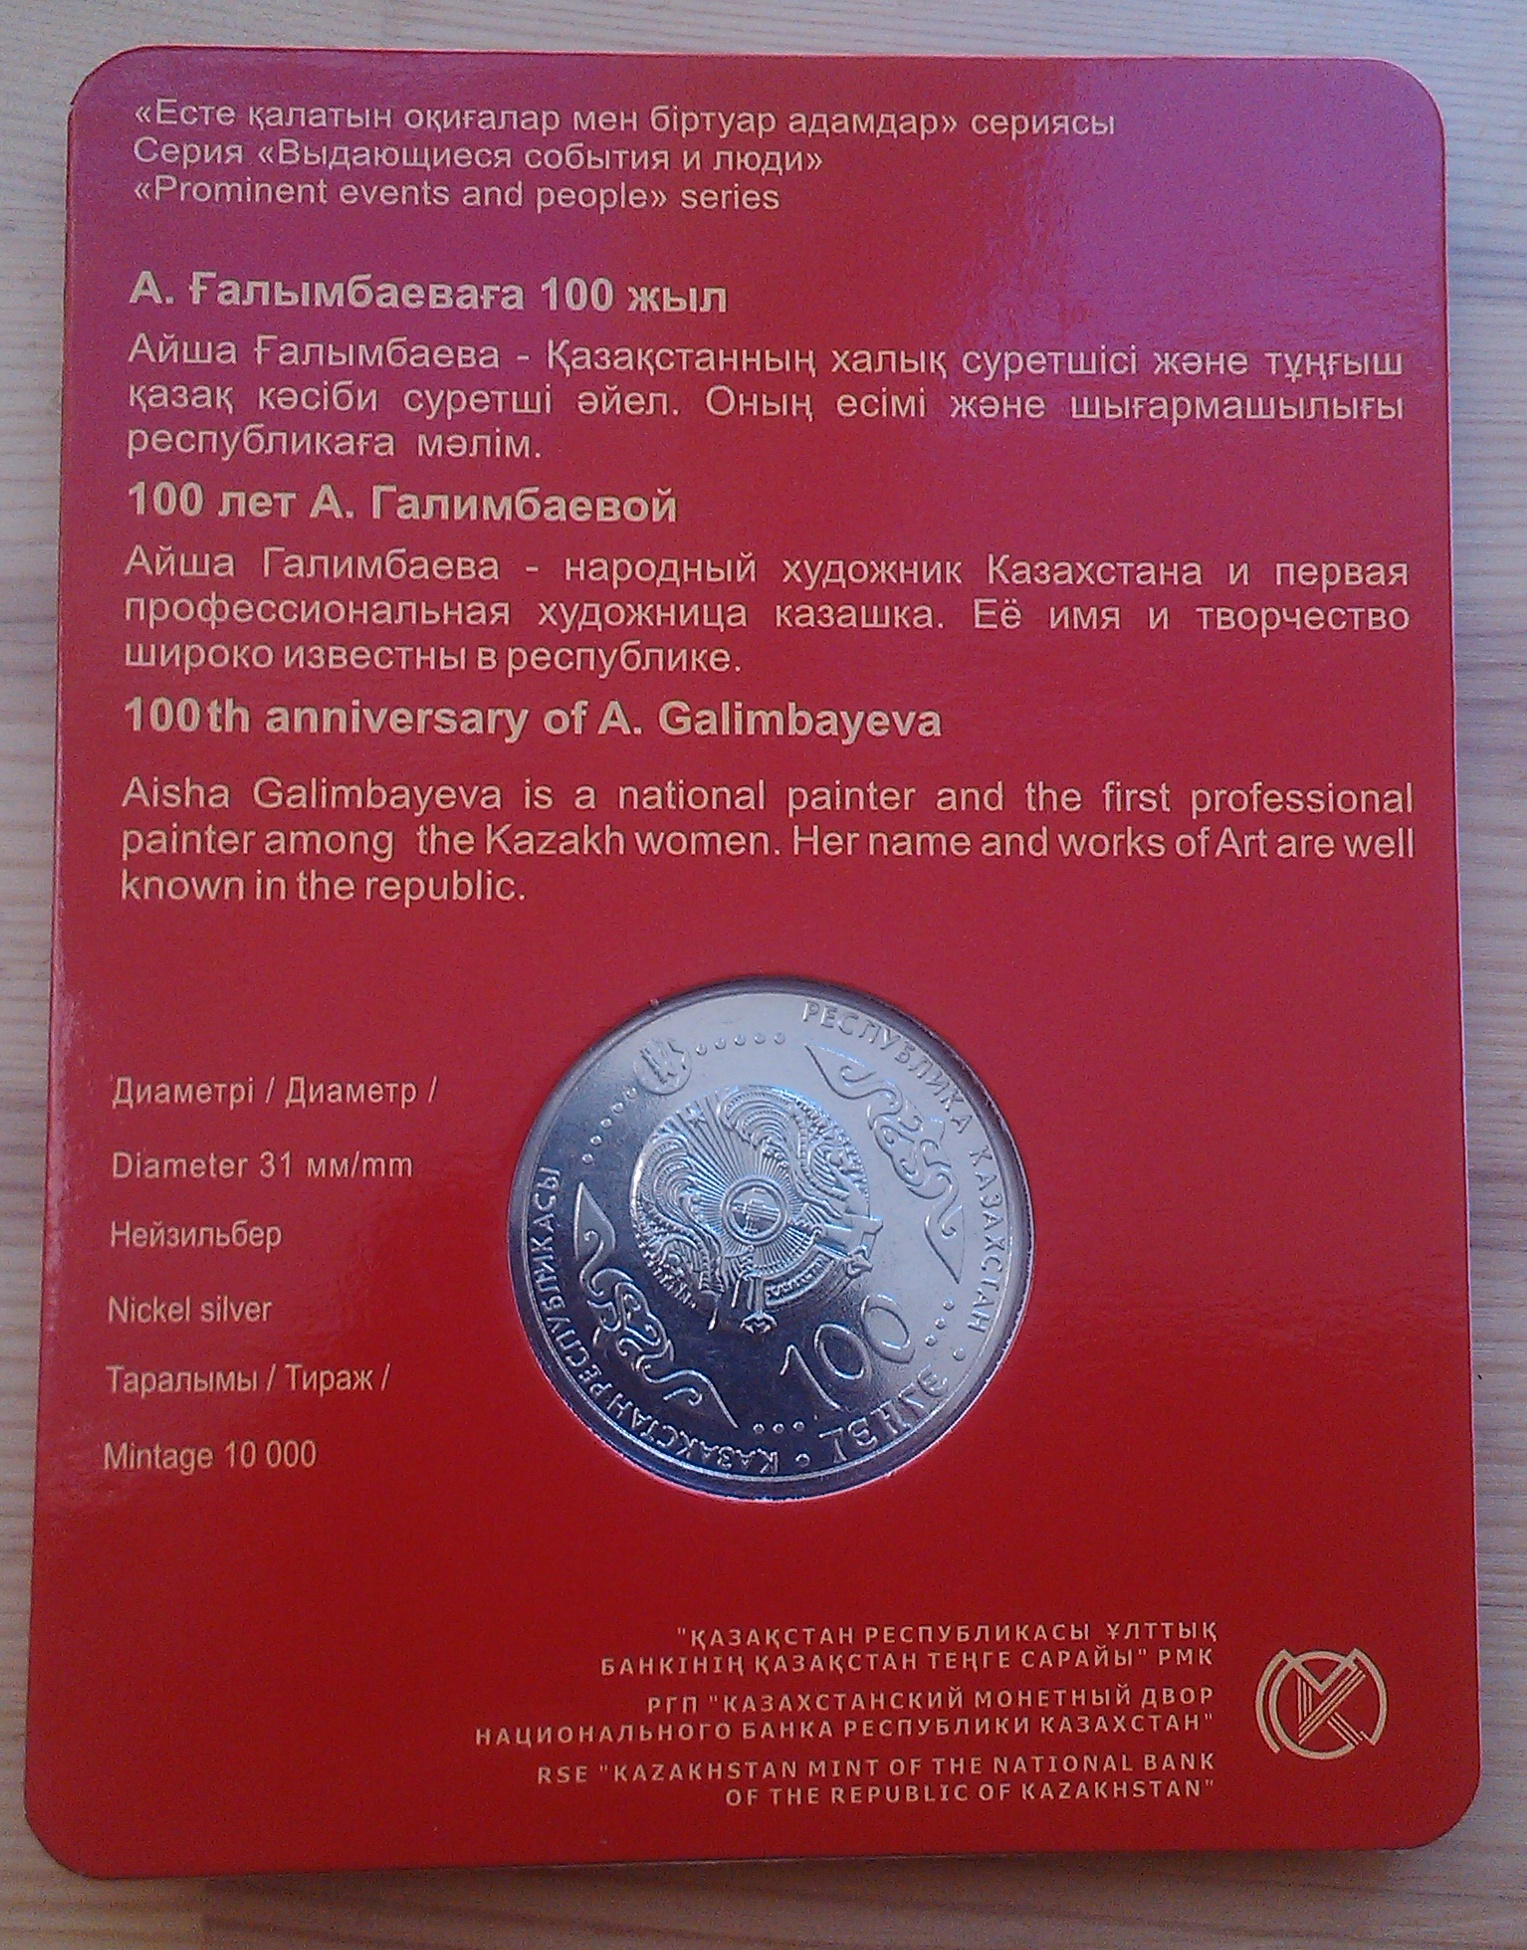 «Есте қалатын оқиғалар мен біртуар адамдар» сериясы
Серия «Выдающиеся события и люди»
«Prominent events and people» series
А. Ғалымбаеваға 100 жыл
Айша Ғалымбаева - Қазақстанның халық суретшісі және тұңғыш
қазақ кәсіби суретші әйел. Оның есімі және шығармашылығы
республикаға мәлім.
100 лет А. Галимбаевой
Айша Галимбаева - народный художник Казахстана и первая
профессиональная художница казашка. Её имя и творчество
широко известны в республике.
100th anniversary of A. Galimbayeva
Aisha Galimbayeva is a national painter and the first professional
painter among the Kazakh women. Her name and works of Art are well
known in the republic.
Диаметрі / Диаметр /
Diameter 31 мм/mm
Нейзильбер
Nickel silver
Таралымы / Тираж /
Mintage 10 000
РЕСПУБЛИКА КАЗАХСТАН
ҚАЗАҚСТАН РЕСПУБЛИКАСЫ
100
ТЕҢГЕ
"ҚАЗАҚСТАН РЕСПУБЛИКАСЫ ҰЛТТЫҚ
БАНКІНІҢ ҚАЗАҚСТАН ТЕҢГЕ САРАЙЫ" РМК
РГП "КАЗАХСТАНСКИЙ МОНЕТНЫЙ ДВОР
НАЦИОНАЛЬНОГО БАНКА РЕСПУБЛИКИ КАЗАХСТАН"
RSE "KAZAKHSTAN MINT OF THE NATIONAL BANK
OF THE REPUBLIC OF KAZAKHSTAN"